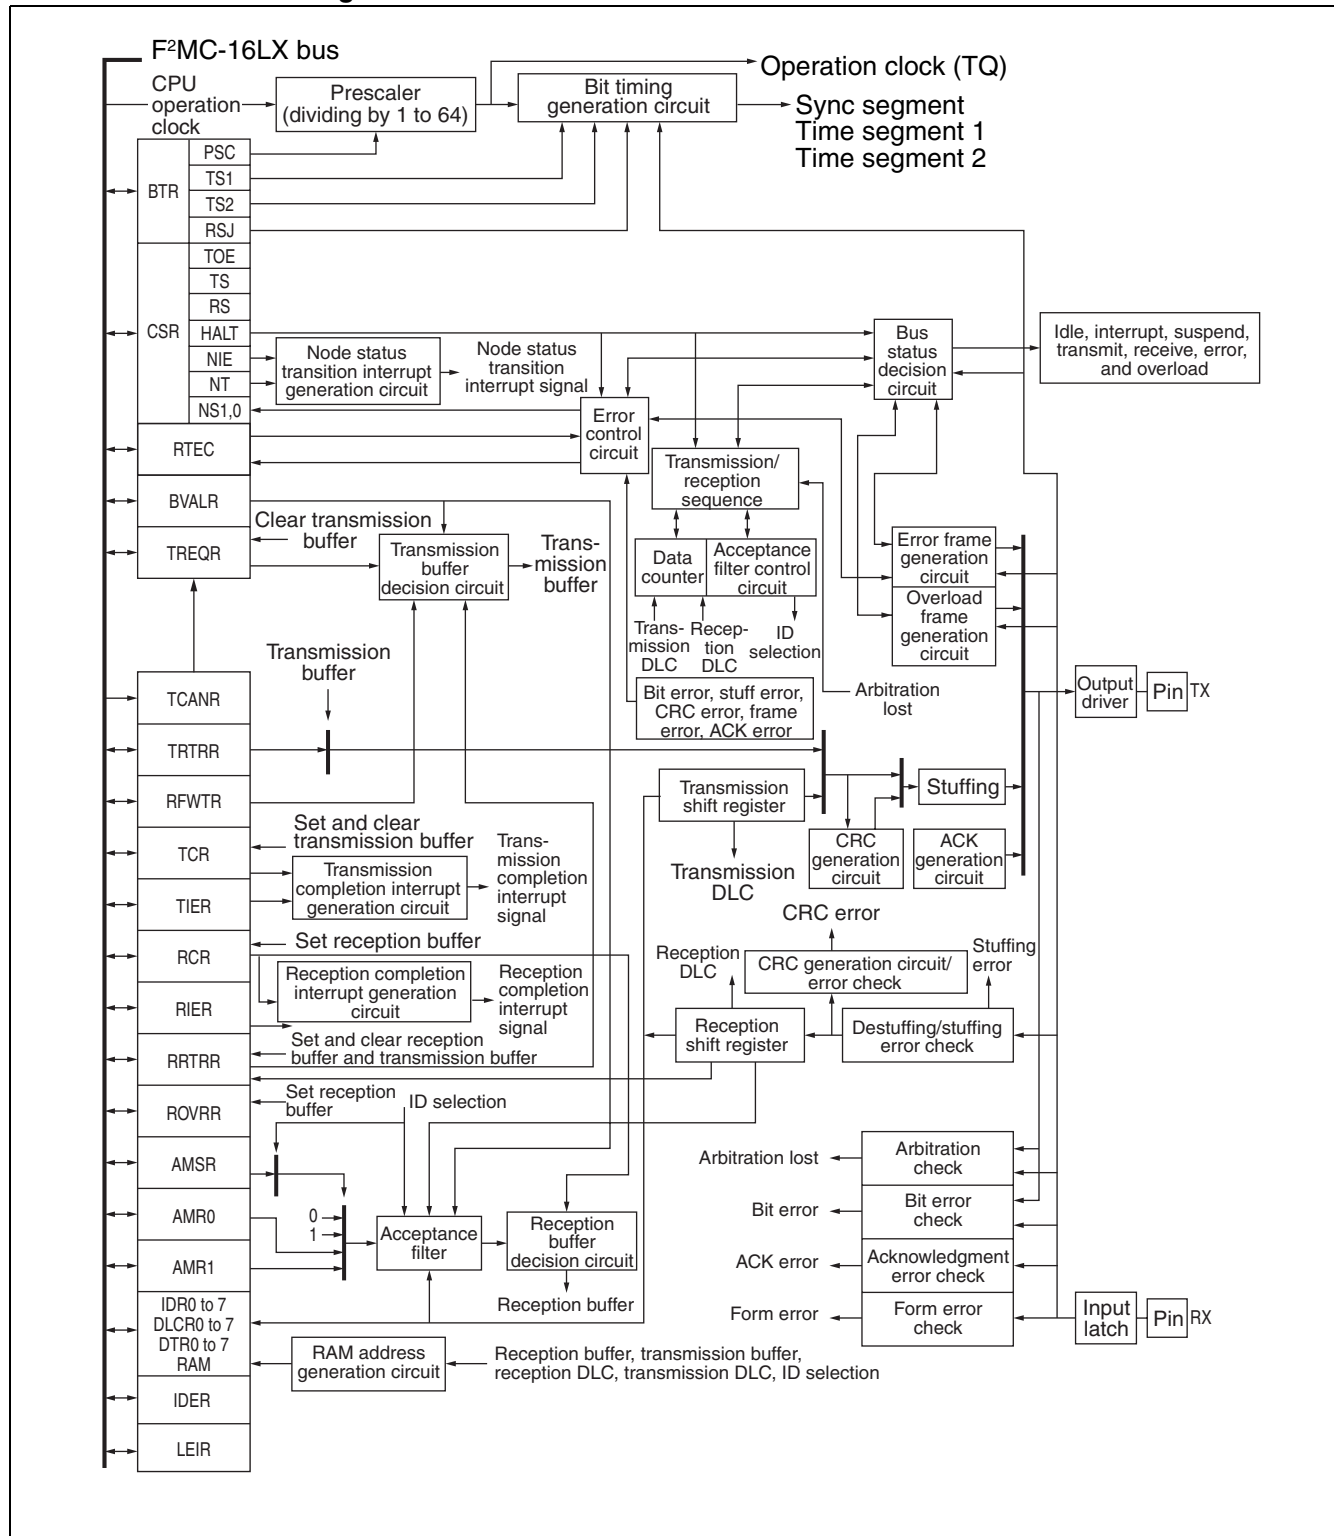 F²MC-16LX bus
CPU
operation
clock
Prescaler
(dividing by 1 to 64)
Bit timing
generation circuit
Operation clock (TQ)
Sync segment
Time segment 1
Time segment 2
BTR
PSC
TS1
TS2
RSJ
CSR
TOE
TS
RS
HALT
NIE
NT
NS1,0
Node status
transition interrupt
generation circuit
Node status
transition
interrupt signal
Bus
status
decision
circuit
Idle, interrupt, suspend,
transmit, receive, error,
and overload
Error
control
circuit
RTEC
Transmission/
reception
sequence
BVALR
TREQR
Clear transmission
buffer
Transmission
buffer
decision circuit
Trans-
mission
buffer
Data
counter
Acceptance
filter control
circuit
Error frame
generation
circuit
Overload
frame
generation
circuit
Trans-
mission
DLC
Recep-
tion
DLC
ID
selection
Transmission
buffer
Bit error, stuff error,
CRC error, frame
error, ACK error
Arbitration
lost
Output
driver
Pin
TX
TCANR
TRTRR
RFWTR
Transmission
shift register
Stuffing
Transmission
DLC
CRC
generation
circuit
ACK
generation
circuit
TCR
Set and clear
transmission buffer
TIER
Transmission
completion interrupt
generation circuit
Trans-
mission
completion
interrupt
signal
RCR
Set reception buffer
RIER
Reception completion
interrupt generation
circuit
Reception
completion
interrupt
signal
CRC error
Reception
DLC
CRC generation circuit/
error check
Stuffing
error
Reception
shift register
Destuffing/stuffing
error check
RRTRR
Set and clear reception
buffer and transmission buffer
ROVRR
Set reception
buffer
ID selection
AMSR
AMR0
0
1
Acceptance
filter
Reception
buffer
decision circuit
Reception buffer
AMR1
Arbitration lost
Arbitration
check
Bit error
Bit error
check
ACK error
Acknowledgment
error check
Form error
Form error
check
Input
latch
Pin
RX
IDR0 to 7
DLCR0 to 7
DTR0 to 7
RAM
RAM address
generation circuit
Reception buffer, transmission buffer,
reception DLC, transmission DLC, ID selection
IDER
LEIR